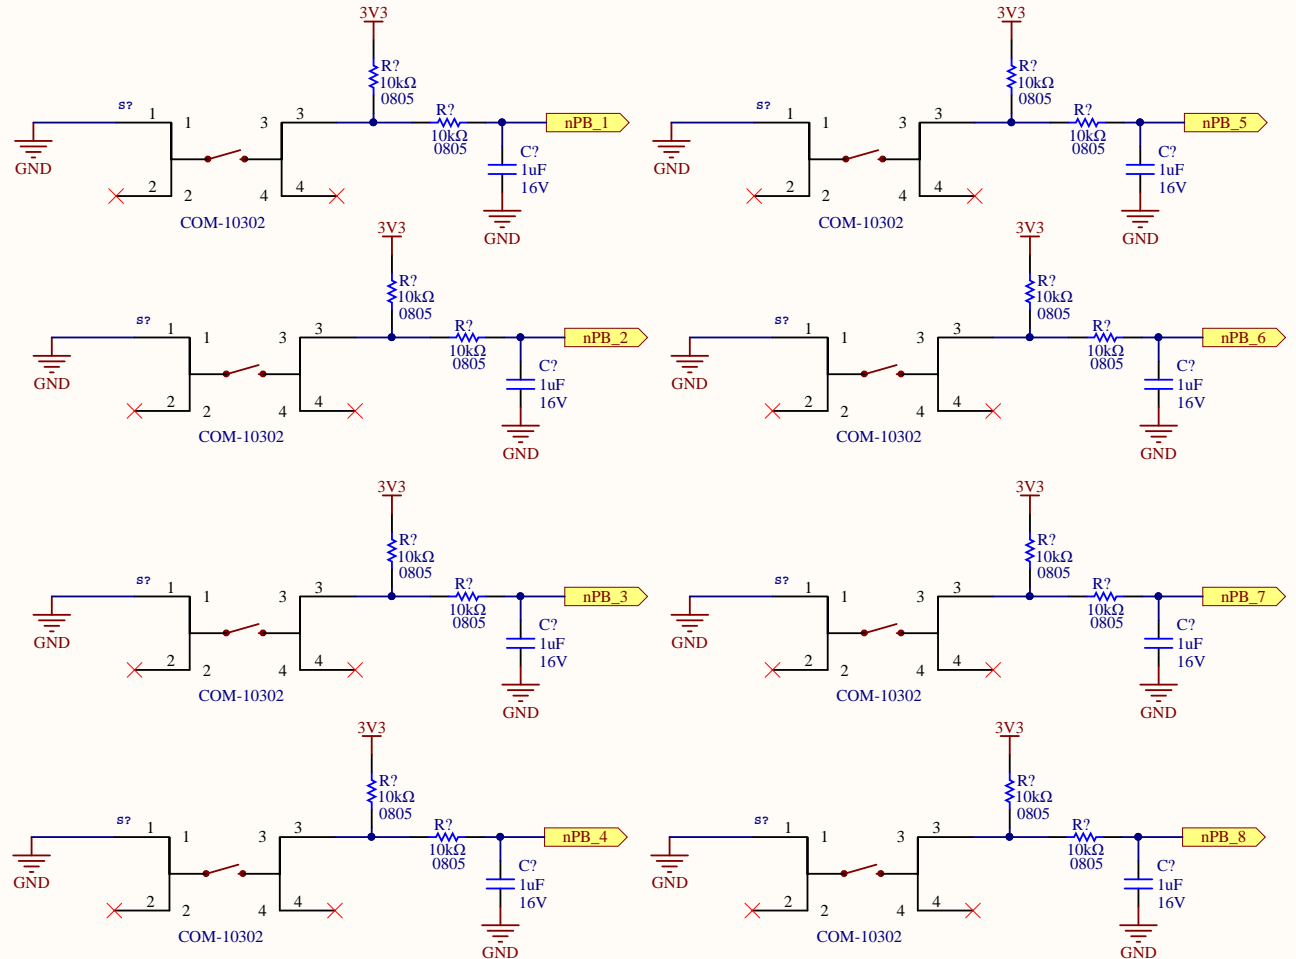 3V3
R?
10kΩ
0805
S?
1
1
3
3
R?
10kΩ
0805
nPB_1
GND
2
2
4
4
C?
1uF
16V
COM-10302
GND
3V3
R?
10kΩ
0805
S?
1
1
3
3
R?
10kΩ
0805
nPB_5
GND
2
2
4
4
C?
1uF
16V
COM-10302
GND
3V3
R?
10kΩ
0805
S?
1
1
3
3
R?
10kΩ
0805
nPB_2
GND
2
2
4
4
C?
1uF
16V
COM-10302
GND
3V3
R?
10kΩ
0805
S?
1
1
3
3
R?
10kΩ
0805
nPB_6
GND
2
2
4
4
C?
1uF
16V
COM-10302
GND
3V3
R?
10kΩ
0805
S?
1
1
3
3
R?
10kΩ
0805
nPB_3
GND
2
2
4
4
C?
1uF
16V
COM-10302
GND
3V3
R?
10kΩ
0805
S?
1
1
3
3
R?
10kΩ
0805
nPB_7
GND
2
2
4
4
C?
1uF
16V
COM-10302
GND
3V3
R?
10kΩ
0805
S?
1
1
3
3
R?
10kΩ
0805
nPB_4
GND
2
2
4
4
C?
1uF
16V
COM-10302
GND
3V3
R?
10kΩ
0805
S?
1
1
3
3
R?
10kΩ
0805
nPB_8
GND
2
2
4
4
C?
1uF
16V
COM-10302
GND